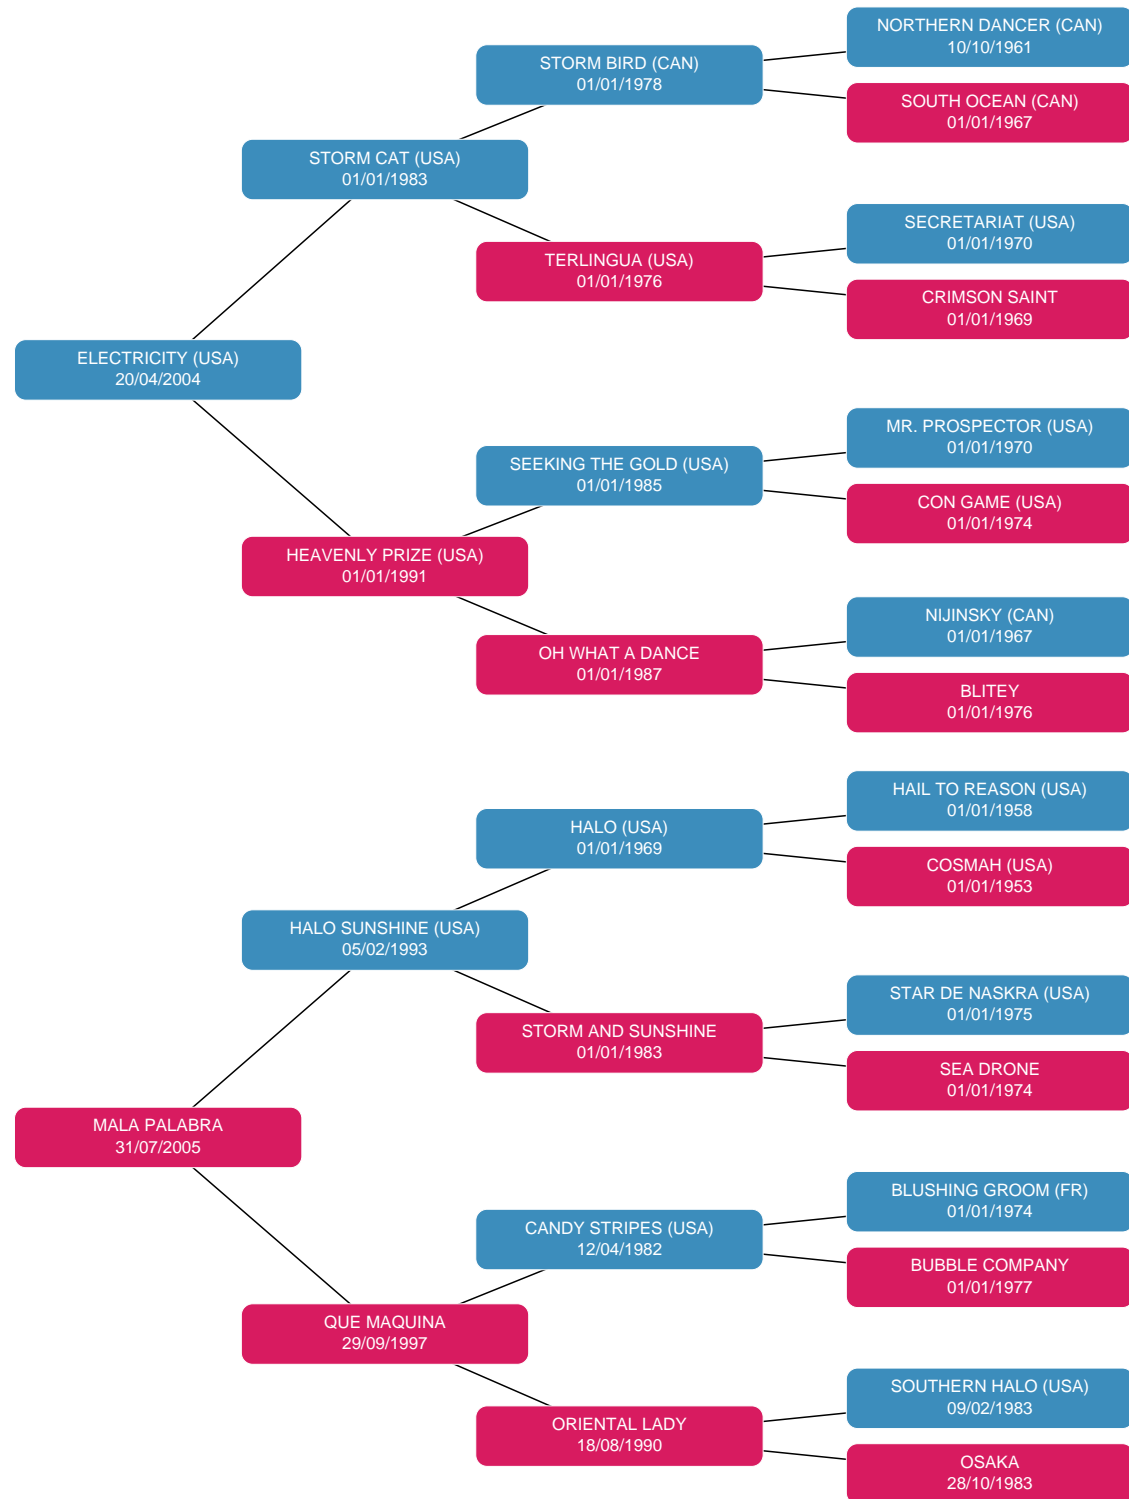 NORTHERN DANCER (CAN)
10/10/1961
STORM BIRD (CAN)
01/01/1978
SOUTH OCEAN (CAN)
01/01/1967
STORM CAT (USA)
01/01/1983
SECRETARIAT (USA)
01/01/1970
TERLINGUA (USA)
01/01/1976
CRIMSON SAINT
01/01/1969
ELECTRICITY (USA)
20/04/2004
MR. PROSPECTOR (USA)
01/01/1970
SEEKING THE GOLD (USA)
01/01/1985
CON GAME (USA)
01/01/1974
HEAVENLY PRIZE (USA)
01/01/1991
NIJINSKY (CAN)
01/01/1967
OH WHAT A DANCE
01/01/1987
BLITEY
01/01/1976
HAIL TO REASON (USA)
01/01/1958
HALO (USA)
01/01/1969
COSMAH (USA)
01/01/1953
HALO SUNSHINE (USA)
05/02/1993
STAR DE NASKRA (USA)
01/01/1975
STORM AND SUNSHINE
01/01/1983
SEA DRONE
01/01/1974
MALA PALABRA
31/07/2005
BLUSHING GROOM (FR)
01/01/1974
CANDY STRIPES (USA)
12/04/1982
BUBBLE COMPANY
01/01/1977
QUE MAQUINA
29/09/1997
SOUTHERN HALO (USA)
09/02/1983
ORIENTAL LADY
18/08/1990
OSAKA
28/10/1983